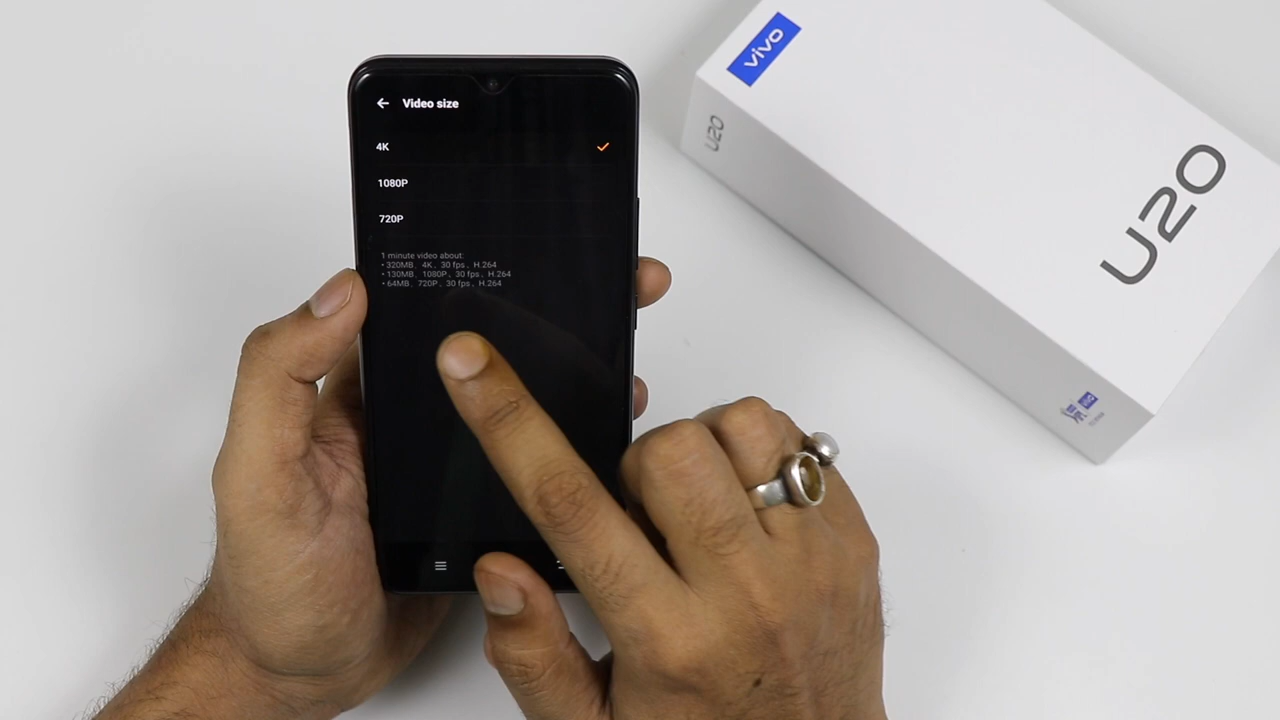 Video size
4K
1080P
720P
1 minute video about:
• 320MB、4K、30 fps、H.264
• 130MB、1080P、30 fps、H.264
• 64MB、720P、30 fps、H.264
vivo
U20
U20
vivo